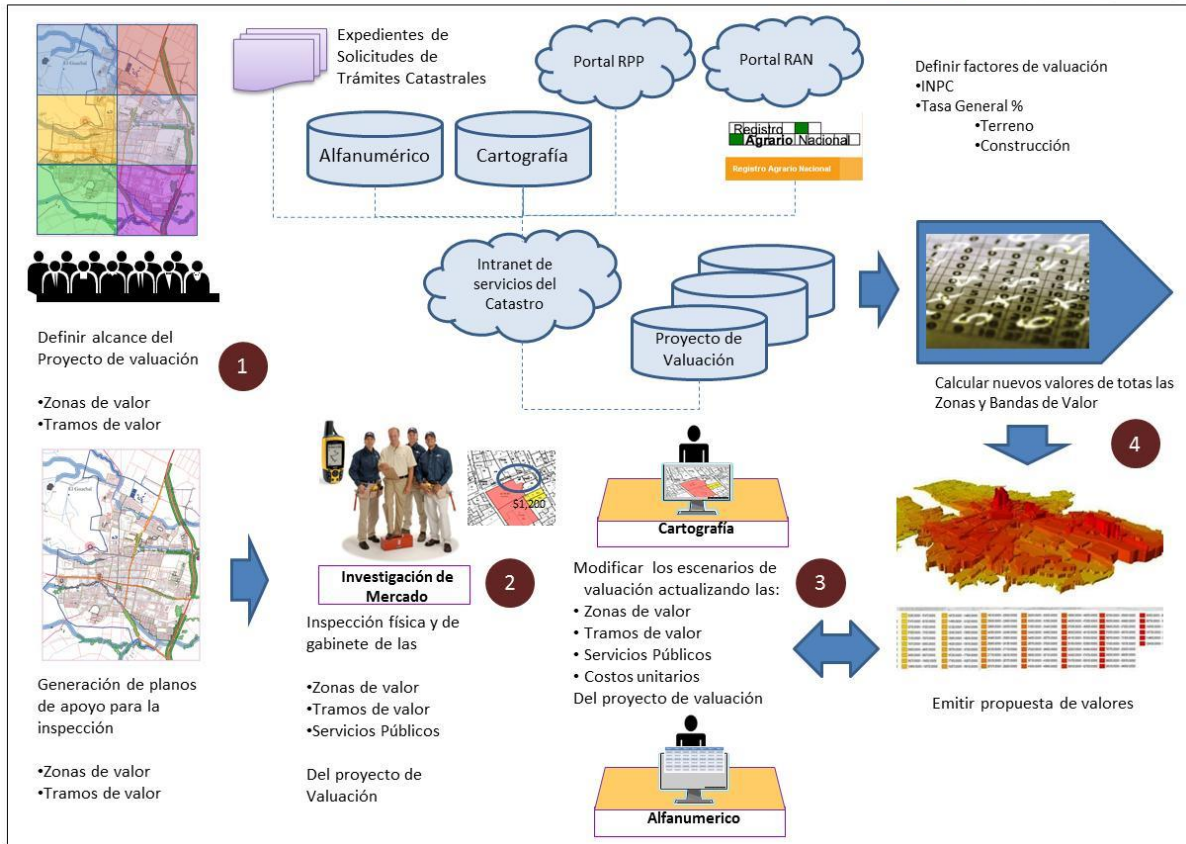 Expedientes de
Solicitudes de
Trámites Catastrales
Portal RPP
Portal RAN
Definir factores de valuación
•INPC
•Tasa General %
•Terreno
•Construcción
Alfanumérico
Cartografía
Registro
Agrario Nacional
Registro Agrario Nacional
Intranet de
servicios del
Catastro
Proyecto de
Valuación
Definir alcance del
Proyecto de valuación
•Zonas de valor
•Tramos de valor
1
Calcular nuevos valores de totas las
Zonas y Bandas de Valor
4
El Guachal
El Guachal
$1,200
Investigación de
Mercado
2
Inspección física y de
gabinete de las
•Zonas de valor
•Tramos de valor
•Servicios Públicos
Del proyecto de
Valuación
Cartografía
Modificar los escenarios de
valuación actualizando las:
• Zonas de valor
• Tramos de valor
• Servicios Públicos
• Costos unitarios
Del proyecto de valuación
3
Alfanumerico
Generación de planos
de apoyo para la
inspección
•Zonas de valor
•Tramos de valor
Emitir propuesta de valores